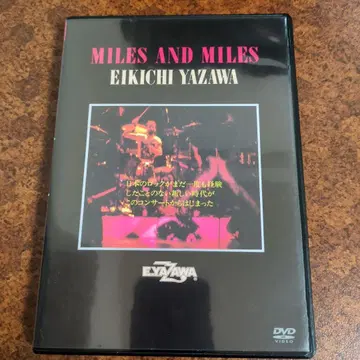 MILES AND MILES
EIKICHI YAZAWA
日本のロックがまだ一度も経験
したことのない新しい時代が
このコンサートからはじまった
E.YAZAWA
DVD
VIDEO